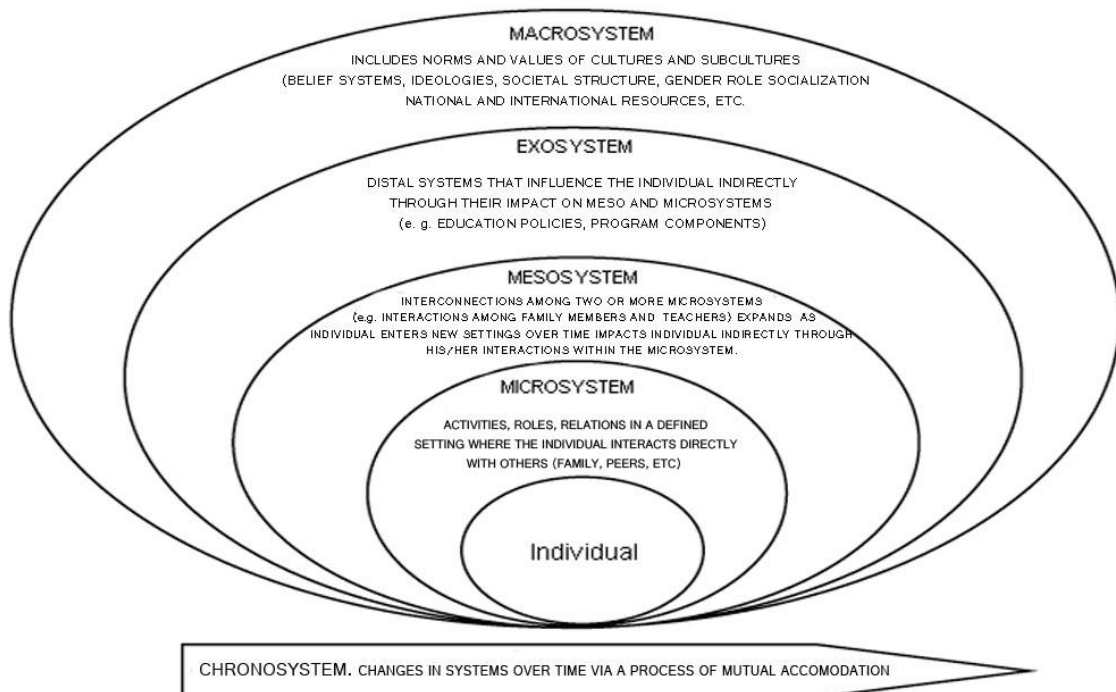 MACROSYSTEM
INCLUDES NORMS AND VALUES OF CULTURES AND SUBCULTURES
(BELIEF SYSTEMS, IDEOLOGIES, SOCIETAL STRUCTURE, GENDER ROLE SOCIALIZATION
NATIONAL AND INTERNATIONAL RESOURCES, ETC.
EXOSYSTEM
DISTAL SYSTEMS THAT INFLUENCE THE INDIVIDUAL INDIRECTLY
THROUGH THEIR IMPACT ON MESO AND MICROSYSTEMS
(e. g. EDUCATION POLICIES, PROGRAM COMPONENTS)
MESOSYSTEM
INTERCONNECTIONS AMONG TWO OR MORE MICROSYSTEMS
(e.g. INTERACTIONS AMONG FAMILY MEMBERS AND TEACHERS) EXPANDS AS
INDIVIDUAL ENTERS NEW SETTINGS OVER TIME IMPACTS INDIVIDUAL INDIRECTLY THROUGH
HIS/HER INTERACTIONS WITHIN THE MICROSYSTEM.
MICROSYSTEM
ACTIVITIES, ROLES, RELATIONS IN A DEFINED
SETTING WHERE THE INDIVIDUAL INTERACTS DIRECTLY
WITH OTHERS (FAMILY, PEERS, ETC)
Individual
CHRONOSYSTEM. CHANGES IN SYSTEMS OVER TIME VIA A PROCESS OF MUTUAL ACCOMODATION